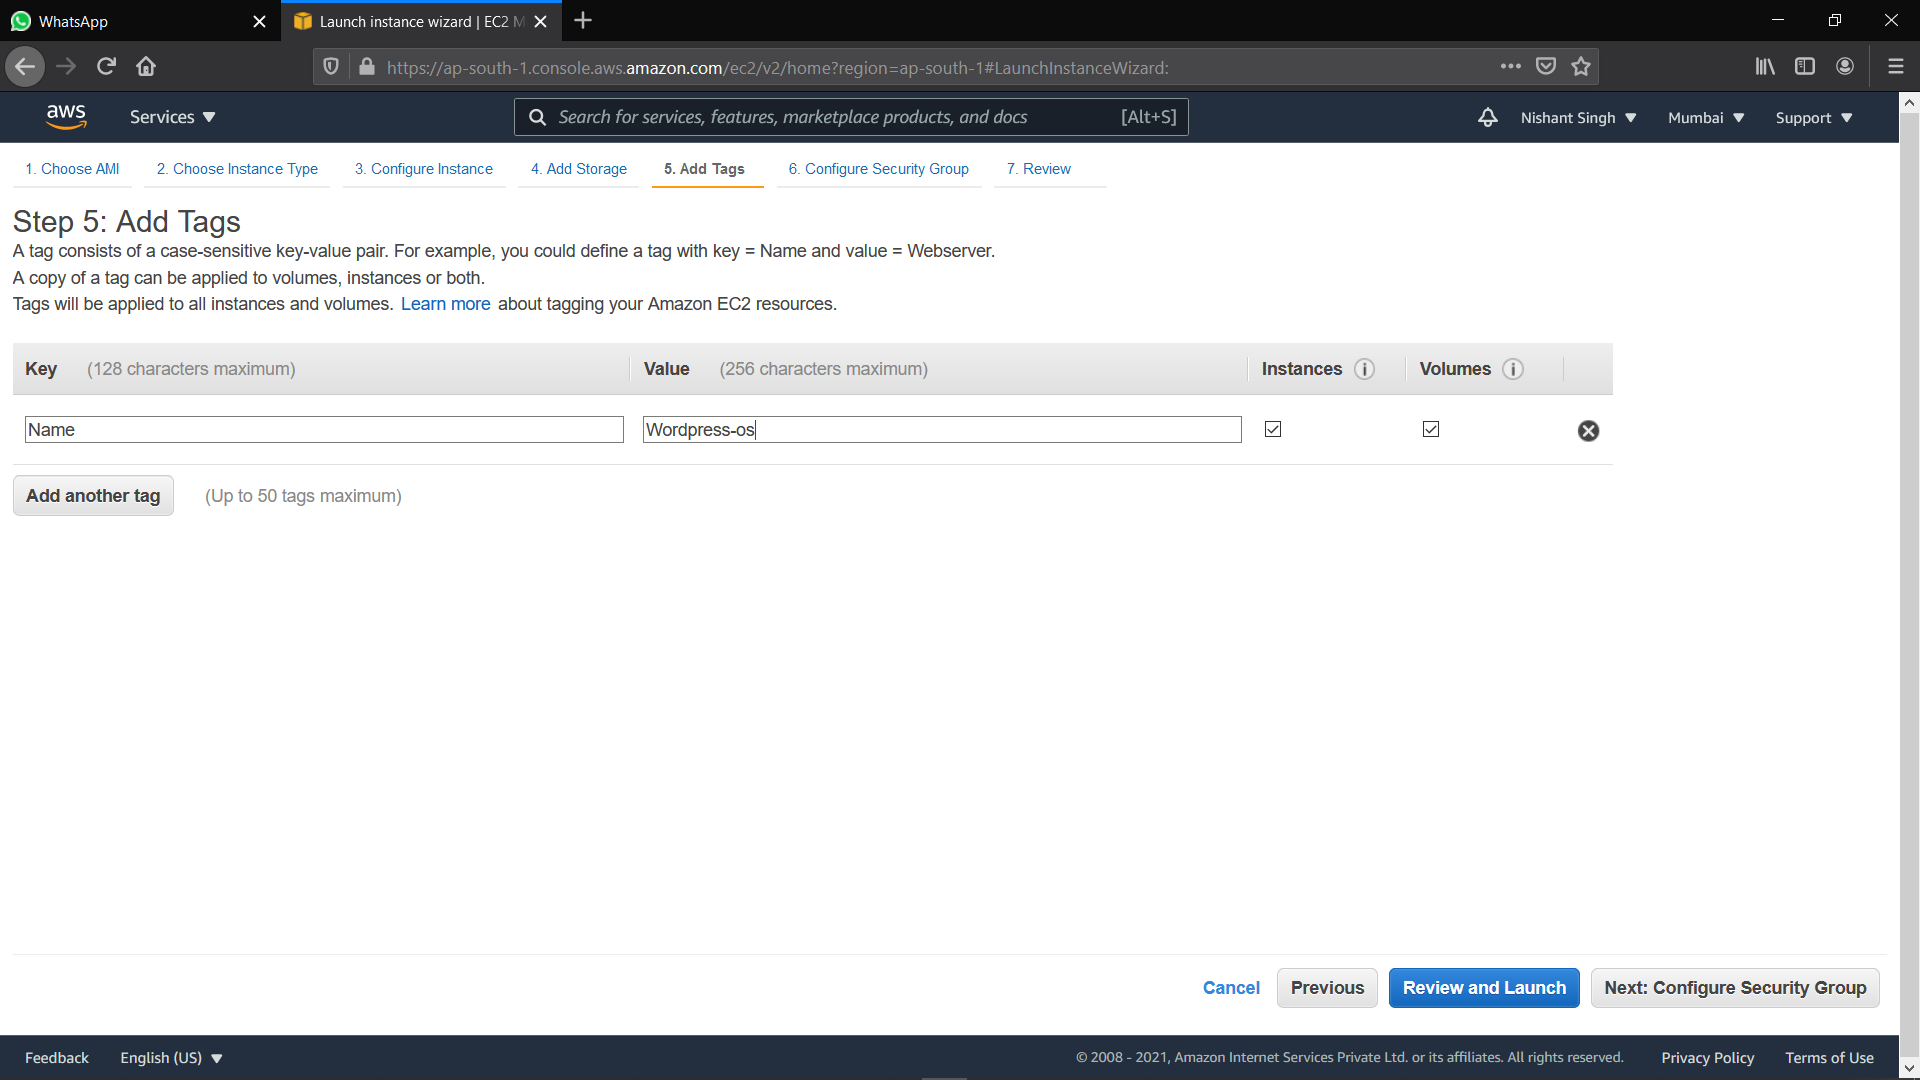 WhatsApp
Launch instance wizard | EC2 M
https://ap-south-1.console.aws.amazon.com/ec2/v2/home?region=ap-south-1#LaunchInstanceWizard:
aws
Services
Search for services, features, marketplace products, and docs [Alt+S]
Nishant Singh
Mumbai
Support
1. Choose AMI
2. Choose Instance Type
3. Configure Instance
4. Add Storage
5. Add Tags
6. Configure Security Group
7. Review
Step 5: Add Tags
A tag consists of a case-sensitive key-value pair. For example, you could define a tag with key = Name and value = Webserver.
A copy of a tag can be applied to volumes, instances or both.
Tags will be applied to all instances and volumes. Learn more about tagging your Amazon EC2 resources.
Key (128 characters maximum)
Value (256 characters maximum)
Instances
Volumes
Name
Wordpress-os
Add another tag
(Up to 50 tags maximum)
Cancel
Previous
Review and Launch
Next: Configure Security Group
Feedback
English (US)
© 2008 - 2021, Amazon Internet Services Private Ltd. or its affiliates. All rights reserved.
Privacy Policy
Terms of Use